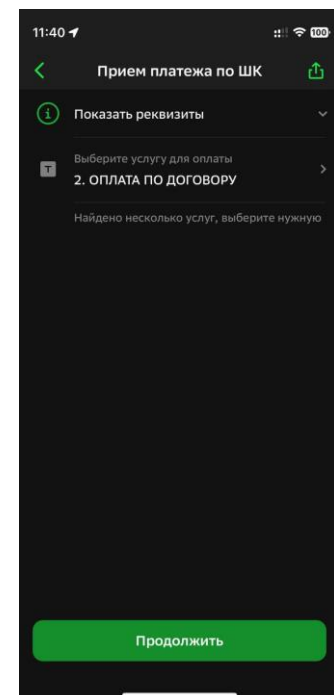 11:40
100
Прием платежа по ШК
Показать реквизиты
Выберите услугу для оплаты
T
2. ОПЛАТА ПО ДОГОВОРУ
Найдено несколько услуг, выберите нужную
Продолжить